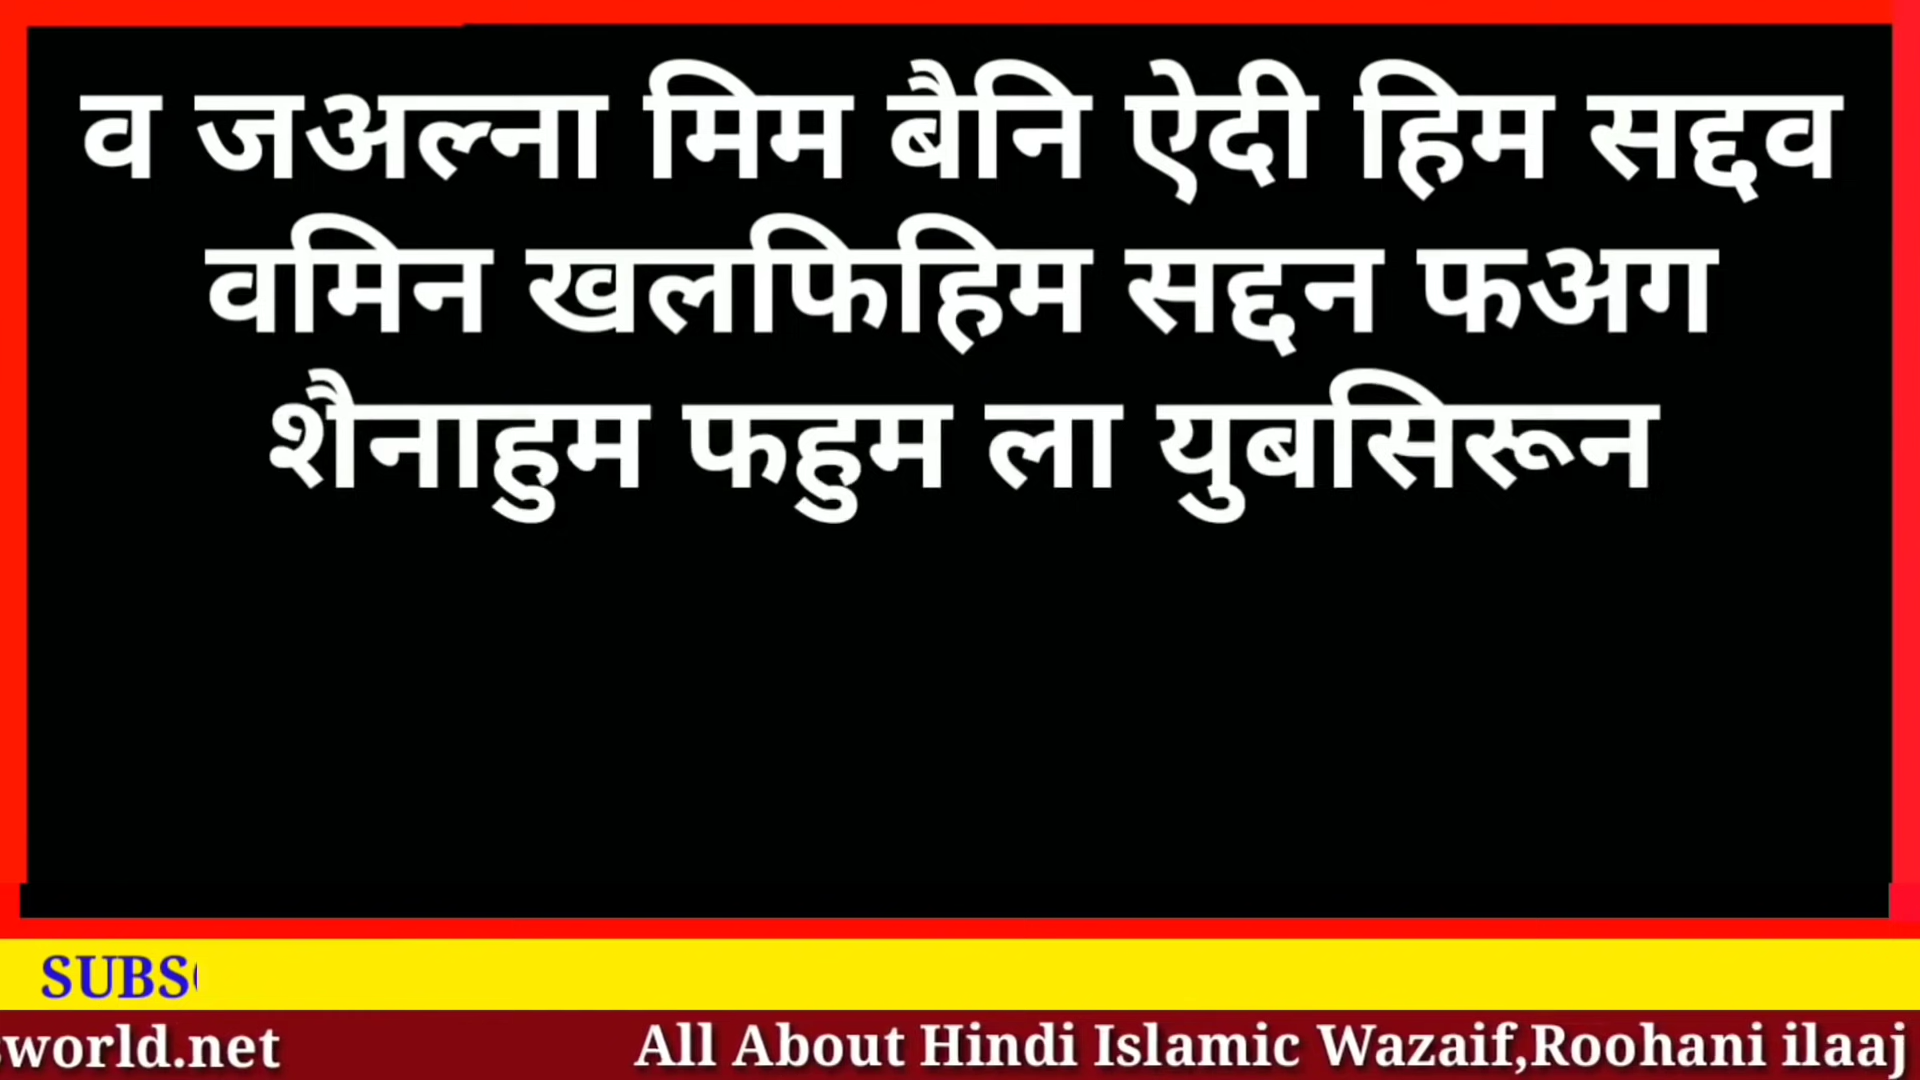 व जअल्ना मिम बैनि ऐदी हिम सद्दव
वमिन खलफिहिम सद्दन फअग
शैनाहुम फहुम ला युबसिरून
SUBS
sworld.net All About Hindi Islamic Wazaif,Roohani ilaaj